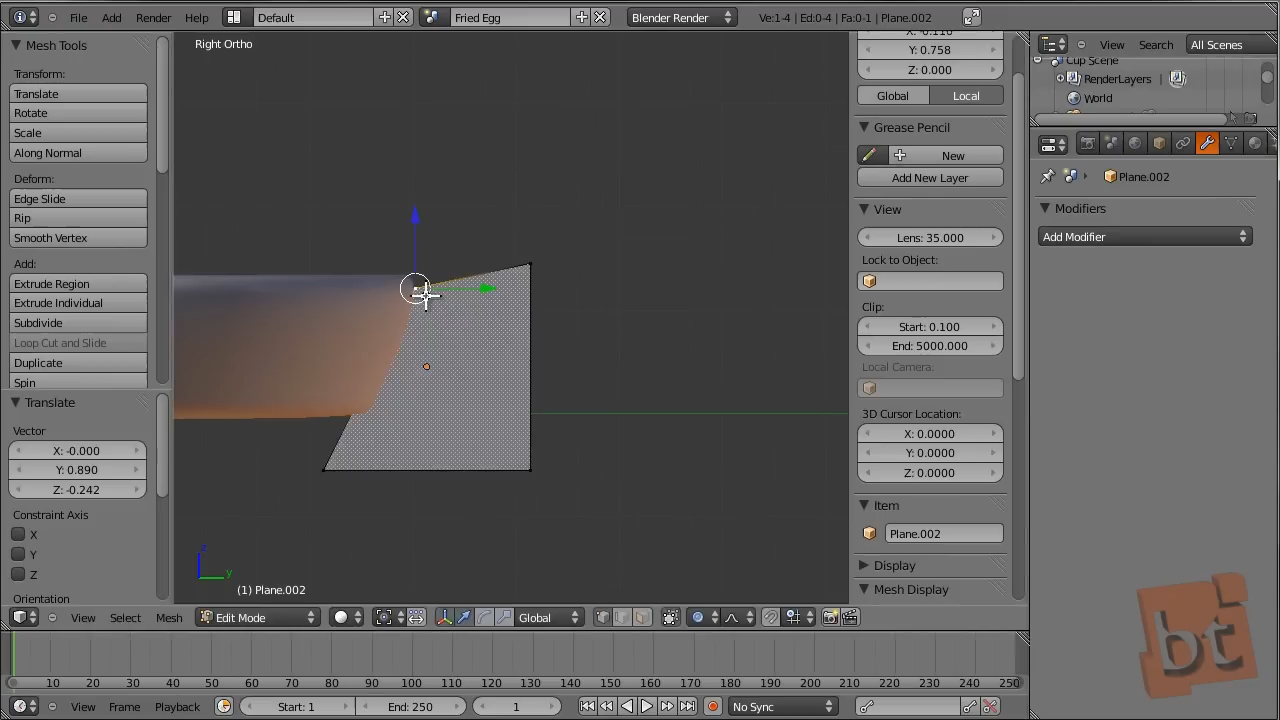 File Add Render Help Default Fried Egg Blender Render Ve:1-4 | Ed:0-4 | Fa:0-1 | Plane.002
Mesh Tools
Transform:
Translate
Rotate
Scale
Along Normal
Deform:
Edge Slide
Rip
Smooth Vertex
Add:
Extrude Region
Extrude Individual
Subdivide
Loop Cut and Slide
Duplicate
Spin
Translate
Vector
X: -0.000
Y: 0.890
Z: -0.242
Constraint Axis
X
Y
Z
Orientation
Right Ortho
z
y
(1) Plane.002
X: -0.110
Y: 0.758
Z: 0.000
Global Local
Grease Pencil
New
Add New Layer
View
Lens: 35.000
Lock to Object:
Clip:
Start: 0.100
End: 5000.000
Local Camera:
3D Cursor Location:
X: 0.0000
Y: 0.0000
Z: 0.0000
Item
Plane.002
Display
Mesh Display
View Search All Scenes
Cup Scene
RenderLayers |
World
Plane.002
Modifiers
Add Modifier
View Select Mesh Edit Mode Global
10 20 30 40 50 60 70 80 90 100 110 120 130 140 150 160 170 180 190 200 210 220 230 240 250
View Frame Playback Start: 1 End: 250 1 No Sync
bt